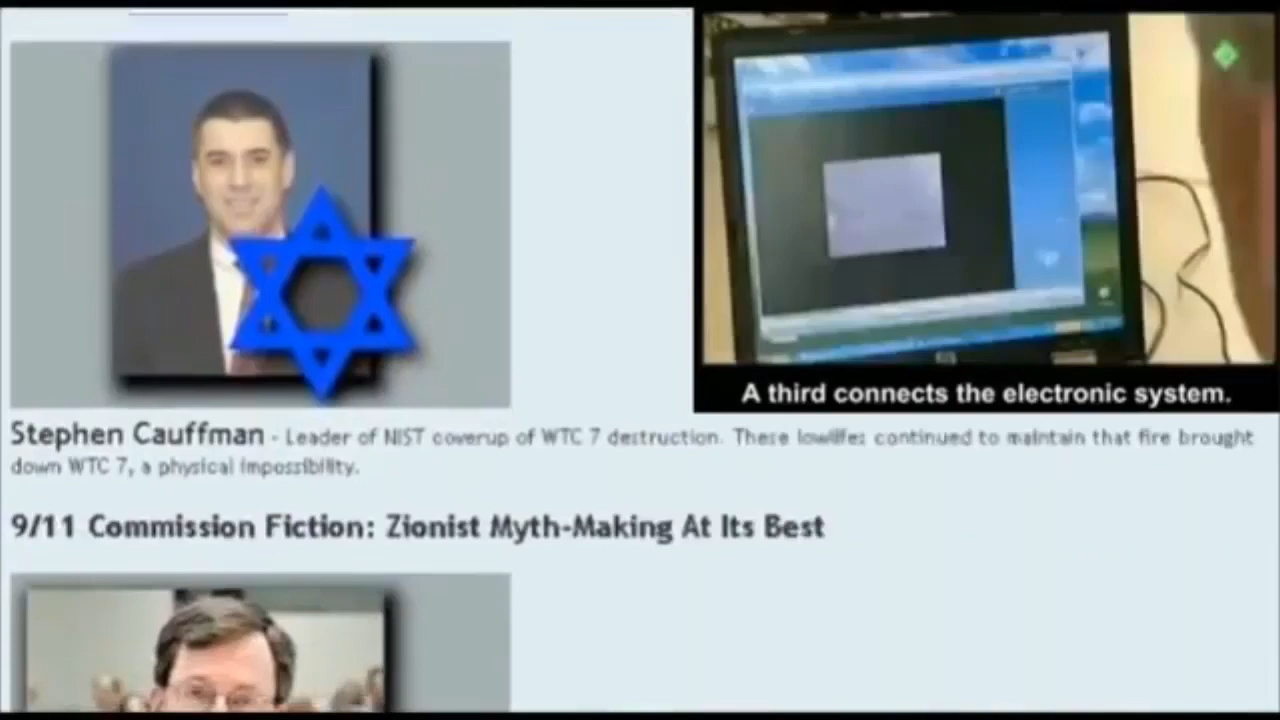 A third connects the electronic system.
Stephen Cauffman - Leader of NIST coverup of WTC 7 destruction. These lowlifes continued to maintain that fire brought
down WTC 7, a physical impossibility.
9/11 Commission Fiction: Zionist Myth-Making At Its Best